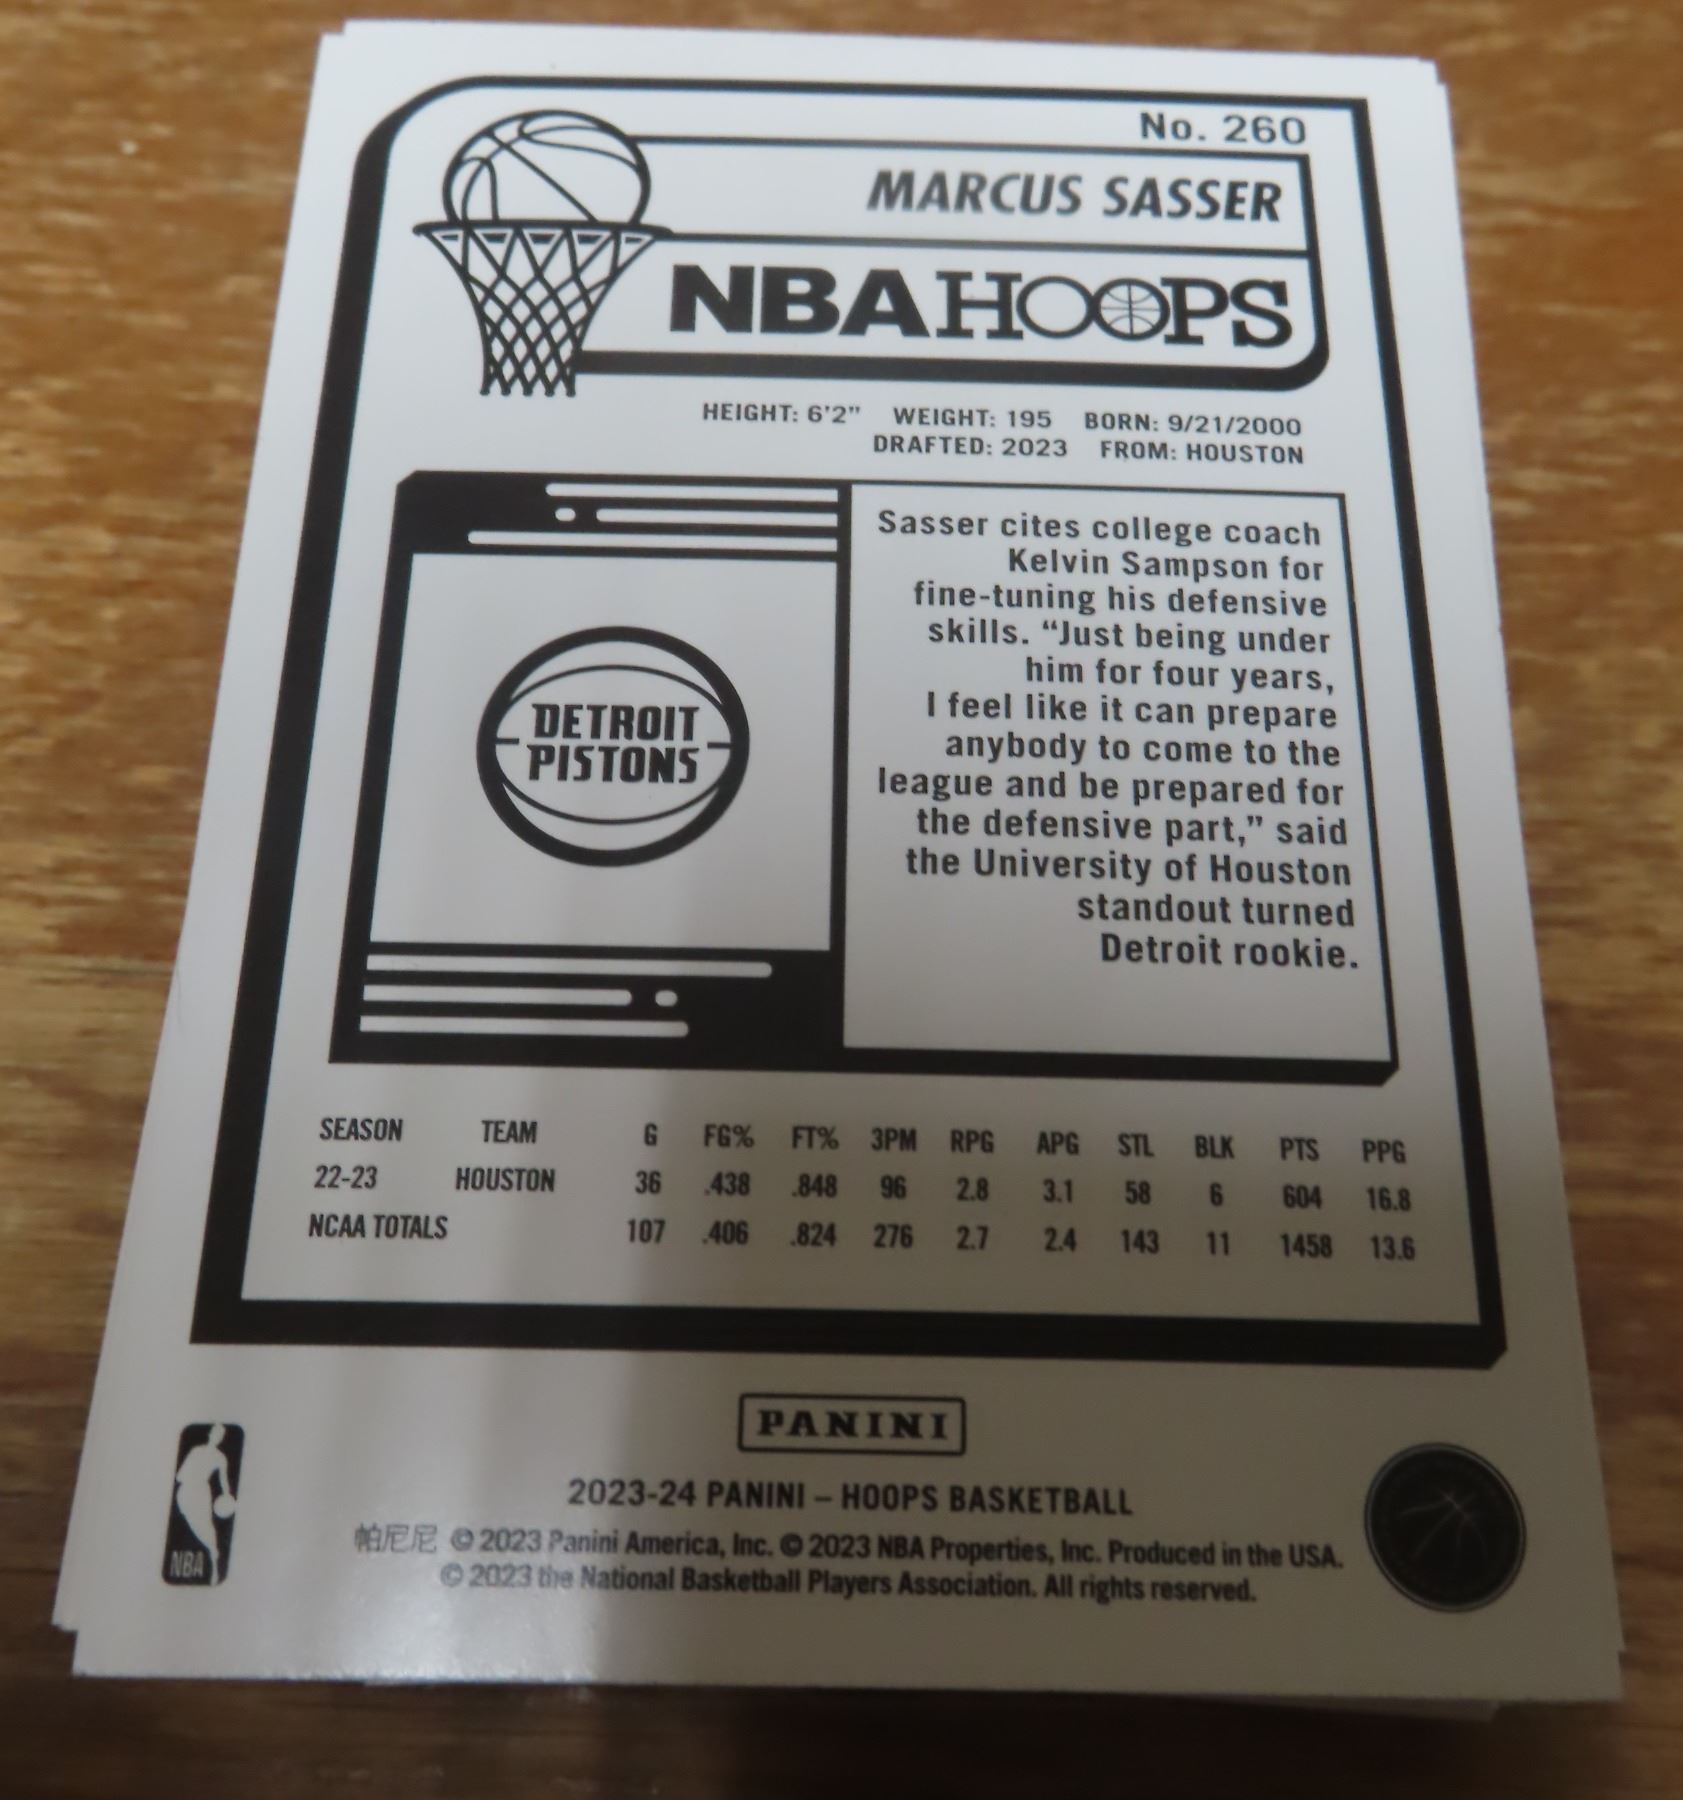 No. 260
MARCUS SASSER
NBA HOOPS
HEIGHT: 6'2" WEIGHT: 195 BORN: 9/21/2000
DRAFTED: 2023 FROM: HOUSTON
DETROIT
PISTONS
Sasser cites college coach
Kelvin Sampson for
fine-tuning his defensive
skills. “Just being under
him for four years,
I feel like it can prepare
anybody to come to the
league and be prepared for
the defensive part,” said
the University of Houston
standout turned
Detroit rookie.
SEASON TEAM G FG% FT% 3PM RPG APG STL BLK PTS PPG
22-23 HOUSTON 36 .438 .848 96 2.8 3.1 58 6 604 16.8
NCAA TOTALS 107 .406 .824 276 2.7 2.4 143 11 1458 13.6
PANINI
2023-24 PANINI – HOOPS BASKETBALL
帕尼尼 © 2023 Panini America, Inc. © 2023 NBA Properties, Inc. Produced in the USA.
© 2023 the National Basketball Players Association. All rights reserved.
NBA